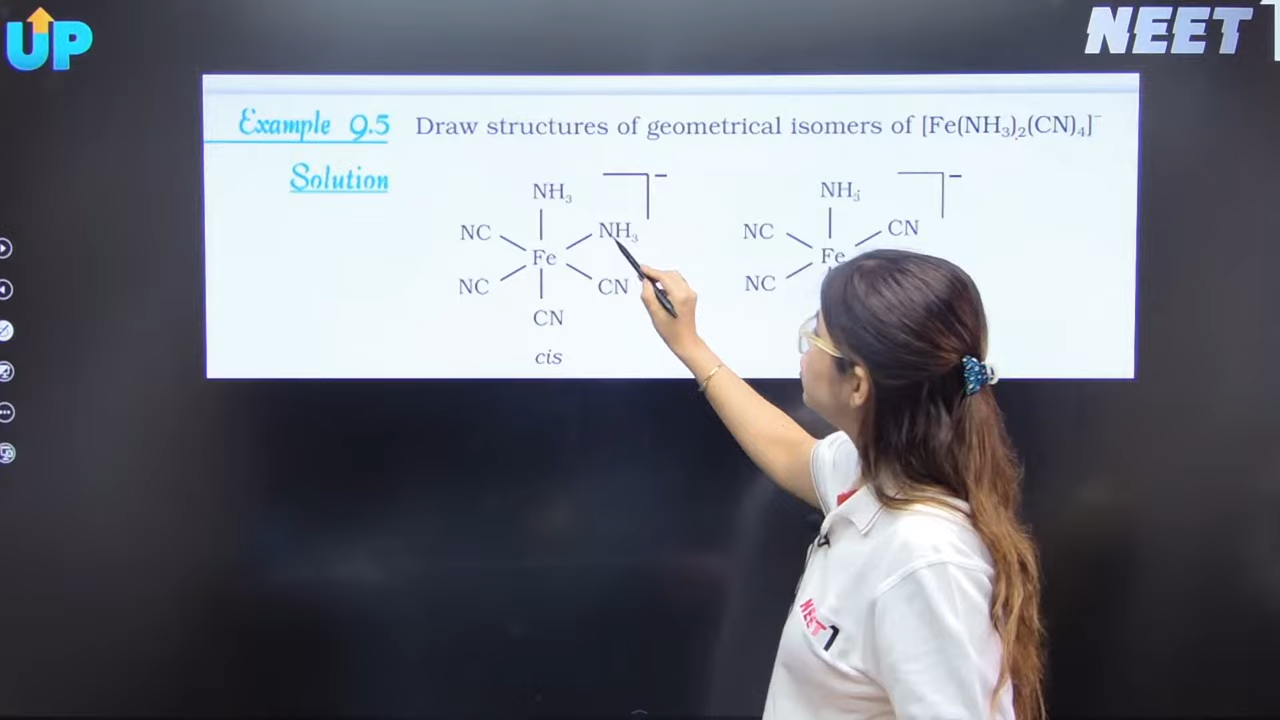 UP
NEET
Example 9.5 Draw structures of geometrical isomers of [Fe(NH₃)₂(CN)₄]⁻
Solution
NH₃
NC NH₃
Fe
NC CN
CN
cis
–
NH₃
NC CN
Fe
NC
–
NEET